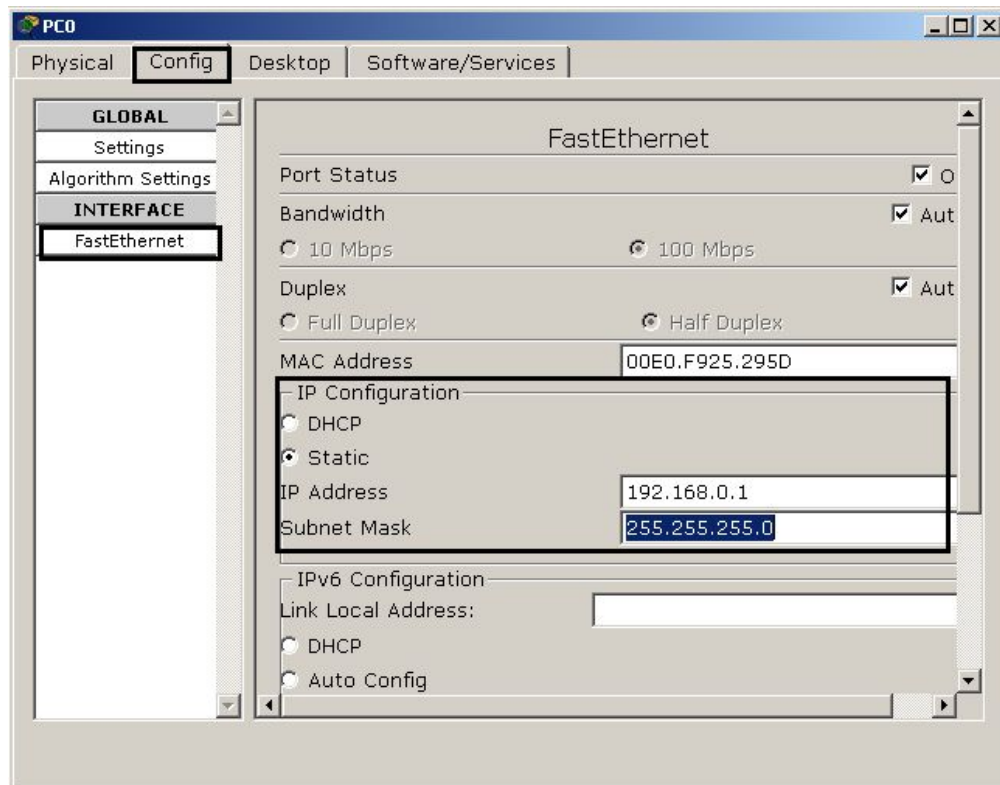 PC0
Physical Config Desktop Software/Services
GLOBAL
Settings
Algorithm Settings
INTERFACE
FastEthernet
FastEthernet
Port Status O
Bandwidth Aut
10 Mbps 100 Mbps
Duplex Aut
Full Duplex Half Duplex
MAC Address 00E0.F925.295D
IP Configuration
DHCP
Static
IP Address 192.168.0.1
Subnet Mask 255.255.255.0
IPv6 Configuration
Link Local Address:
DHCP
Auto Config